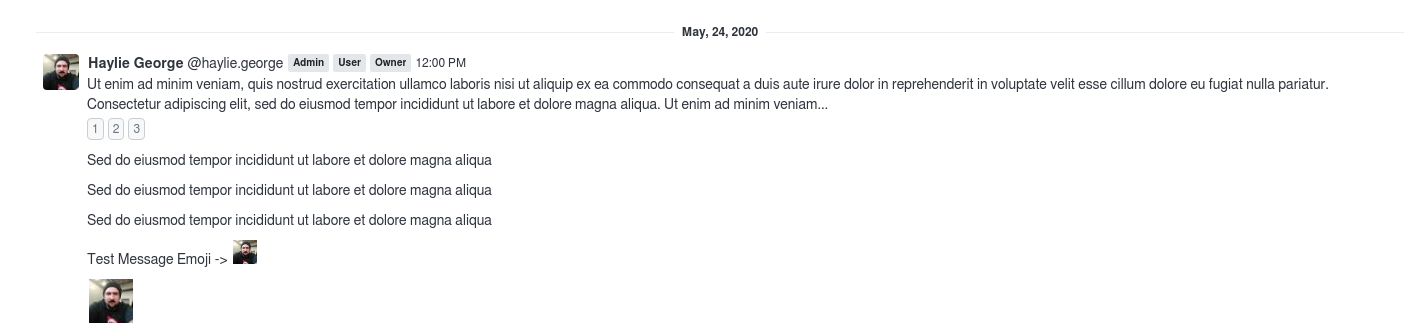 May, 24, 2020
Haylie George @haylie.george Admin User Owner 12:00 PM
Ut enim ad minim veniam, quis nostrud exercitation ullamco laboris nisi ut aliquip ex ea commodo consequat a duis aute irure dolor in reprehenderit in voluptate velit esse cillum dolore eu fugiat nulla pariatur.
Consectetur adipiscing elit, sed do eiusmod tempor incididunt ut labore et dolore magna aliqua. Ut enim ad minim veniam...
1 2 3
Sed do eiusmod tempor incididunt ut labore et dolore magna aliqua
Sed do eiusmod tempor incididunt ut labore et dolore magna aliqua
Sed do eiusmod tempor incididunt ut labore et dolore magna aliqua
Test Message Emoji ->